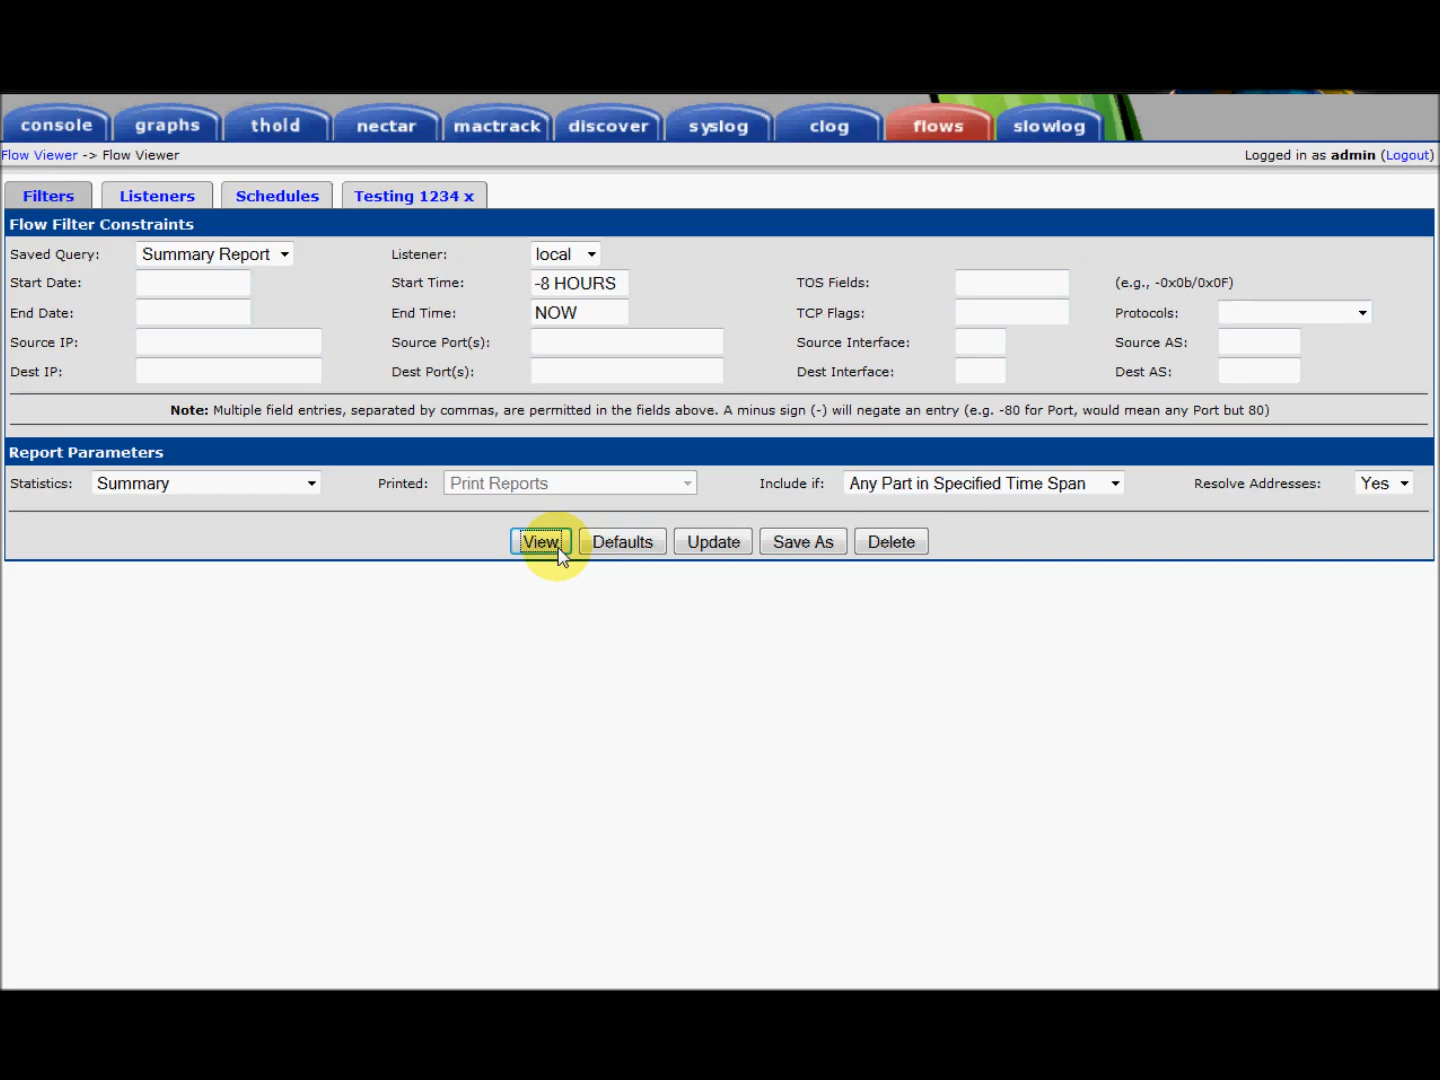 console graphs thold nectar mactrack discover syslog clog flows slowlog
Flow Viewer -> Flow Viewer Logged in as admin (Logout)
Filters Listeners Schedules Testing 1234 x
Flow Filter Constraints
Saved Query: Summary Report Listener: local
Start Date: Start Time: -8 HOURS TOS Fields: (e.g., -0x0b/0x0F)
End Date: End Time: NOW TCP Flags: Protocols:
Source IP: Source Port(s): Source Interface: Source AS:
Dest IP: Dest Port(s): Dest Interface: Dest AS:
Note: Multiple field entries, separated by commas, are permitted in the fields above. A minus sign (-) will negate an entry (e.g. -80 for Port, would mean any Port but 80)
Report Parameters
Statistics: Summary Printed: Print Reports Include if: Any Part in Specified Time Span Resolve Addresses: Yes
View Defaults Update Save As Delete